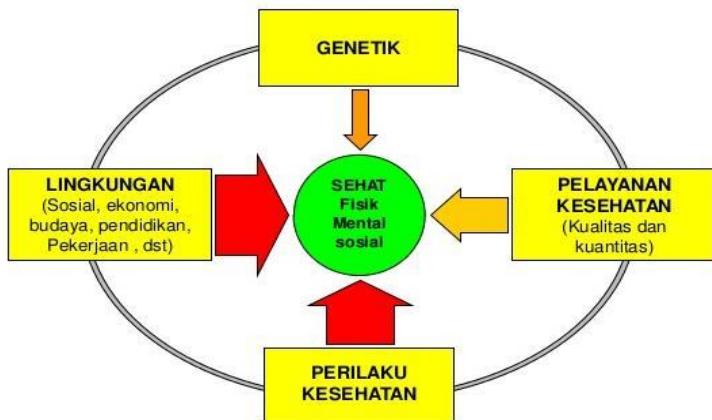 GENETIK
LINGKUNGAN
(Sosial, ekonomi,
budaya, pendidikan,
Pekerjaan , dst)
SEHAT
Fisik
Mental
sosial
PELAYANAN
KESEHATAN
(Kualitas dan
kuantitas)
PERILAKU
KESEHATAN